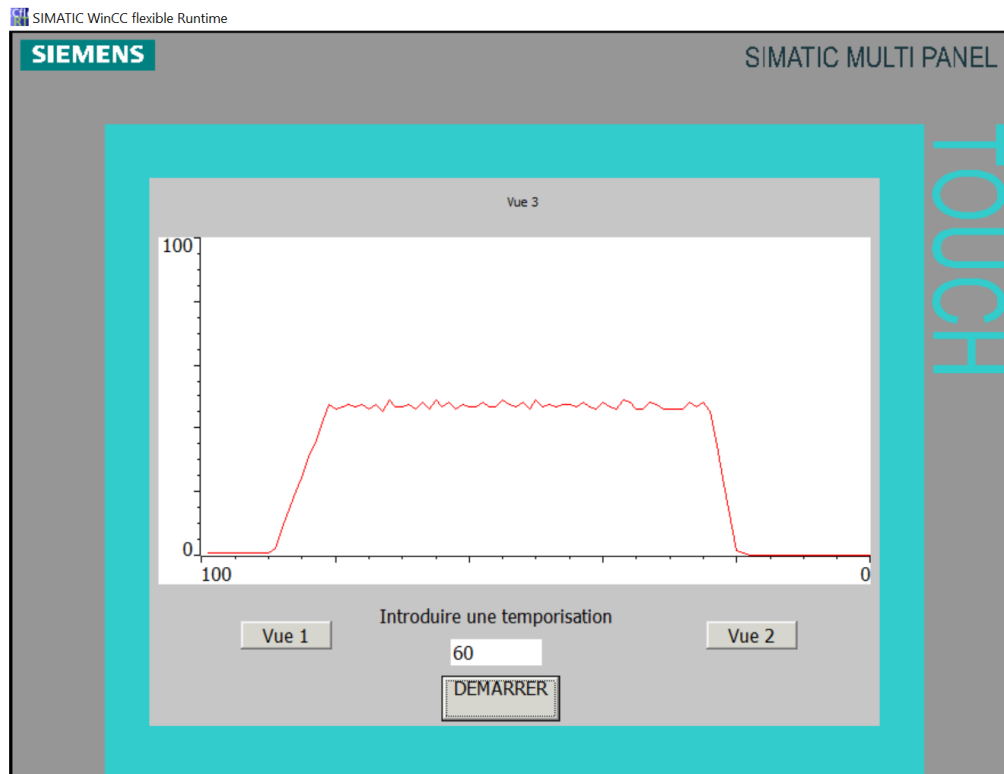 SIMATIC WinCC flexible Runtime
SIEMENS
SIMATIC MULTI PANEL
TOUCH
Vue 3
100
0
100
0
Introduire une temporisation
Vue 1
60
Vue 2
DEMARRER